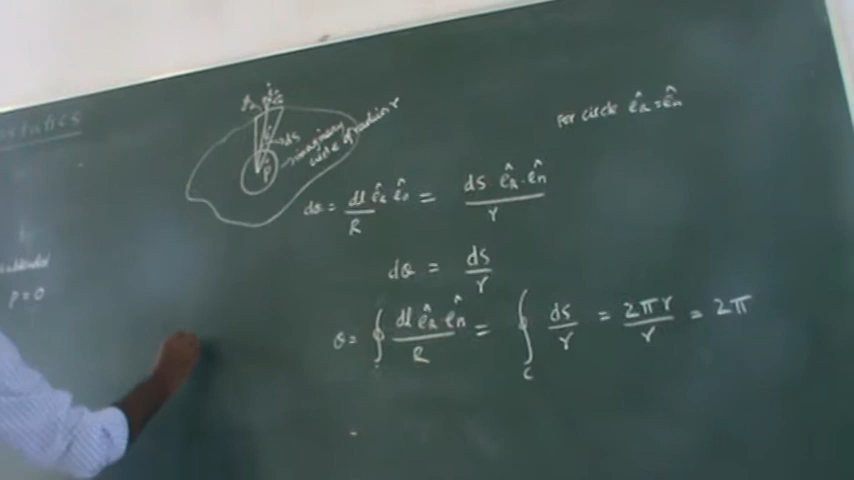 For circle ê_R = ê_n
ds
P
imaginary
circle of radius r
dθ = dl ê_R ê_n / R = ds ê_R · ê_n / r
dθ = ds / r
P = 0
θ = ∮ dl ê_R ê_n / R = ∮_c ds / r = 2πr / r = 2π